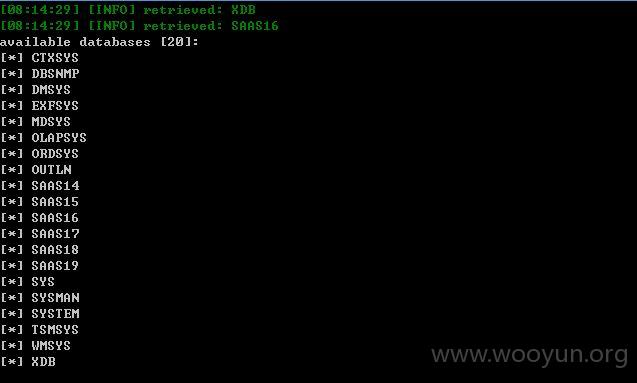 [08:14:29] [INFO] retrieved: XDB
[08:14:29] [INFO] retrieved: SAAS16
available databases [20]:
[*] CTXSYS
[*] DBSNMP
[*] DMSYS
[*] EXFSYS
[*] MDSYS
[*] OLAPSYS
[*] ORDSYS
[*] OUTLN
[*] SAAS14
[*] SAAS15
[*] SAAS16
[*] SAAS17
[*] SAAS18
[*] SAAS19
[*] SYS
[*] SYSMAN
[*] SYSTEM
[*] TSMSYS
[*] WMSYS
[*] XDB
www.wooyun.org